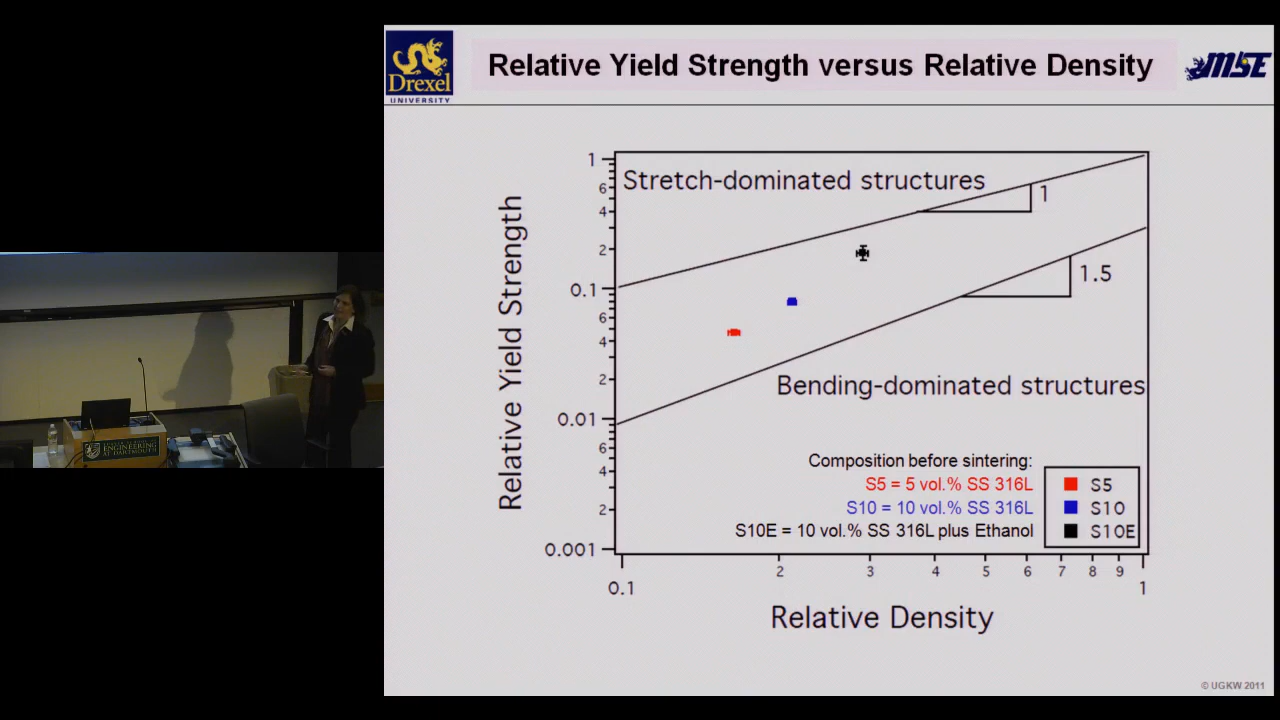 Drexel
UNIVERSITY
Relative Yield Strength versus Relative Density
MSE
Relative Yield Strength
1
6
4
2
0.1
6
4
2
0.01
6
4
2
0.001
Stretch-dominated structures
1
1.5
Bending-dominated structures
Composition before sintering:
S5 = 5 vol.% SS 316L
S10 = 10 vol.% SS 316L
S10E = 10 vol.% SS 316L plus Ethanol
S5
S10
S10E
0.1
2
3
4
5
6
7
8
9
1
Relative Density
ENGINEERING
AT DARTMOUTH
© UGKW 2011